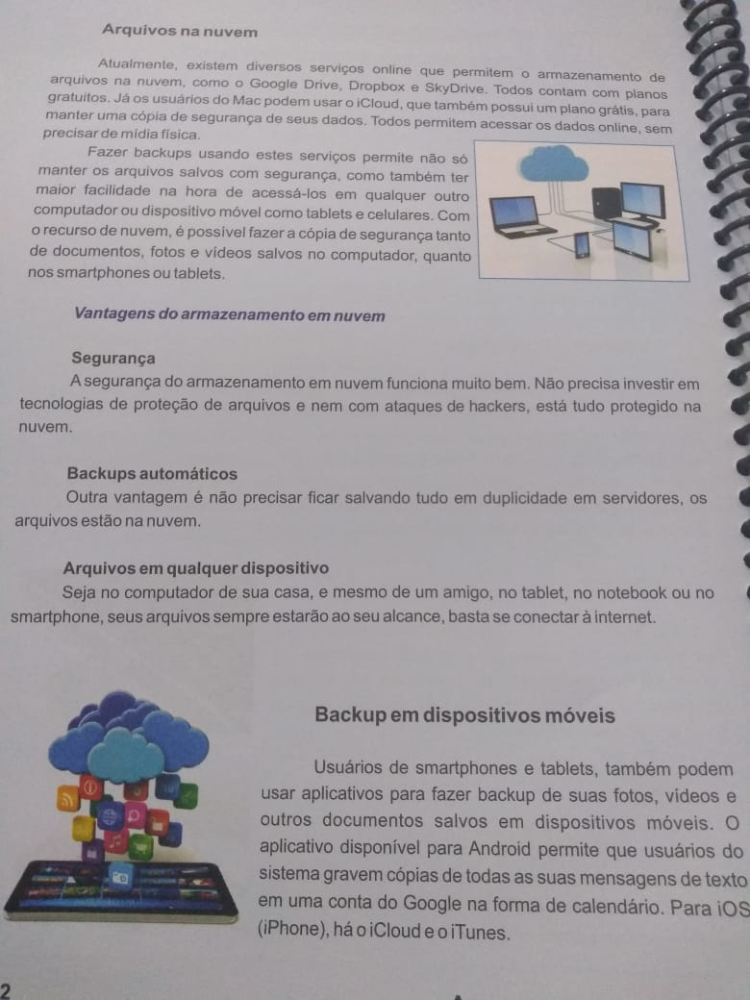 Arquivos na nuvem
Atualmente, existem diversos serviços online que permitem o armazenamento de
arquivos na nuvem, como o Google Drive, Dropbox e SkyDrive. Todos contam com planos
gratuitos. Já os usuários do Mac podem usar o iCloud, que também possui um plano grátis, para
manter uma cópia de segurança de seus dados. Todos permitem acessar os dados online, sem
precisar de mídia física.
Fazer backups usando estes serviços permite não só
manter os arquivos salvos com segurança, como também ter
maior facilidade na hora de acessá-los em qualquer outro
computador ou dispositivo móvel como tablets e celulares. Com
o recurso de nuvem, é possível fazer a cópia de segurança tanto
de documentos, fotos e vídeos salvos no computador, quanto
nos smartphones ou tablets.
Vantagens do armazenamento em nuvem
Segurança
A segurança do armazenamento em nuvem funciona muito bem. Não precisa investir em
tecnologias de proteção de arquivos e nem com ataques de hackers, está tudo protegido na
nuvem.
Backups automáticos
Outra vantagem é não precisar ficar salvando tudo em duplicidade em servidores, os
arquivos estão na nuvem.
Arquivos em qualquer dispositivo
Seja no computador de sua casa, e mesmo de um amigo, no tablet, no notebook ou no
smartphone, seus arquivos sempre estarão ao seu alcance, basta se conectar à internet.
Backup em dispositivos móveis
Usuários de smartphones e tablets, também podem
usar aplicativos para fazer backup de suas fotos, vídeos e
outros documentos salvos em dispositivos móveis. O
aplicativo disponível para Android permite que usuários do
sistema gravem cópias de todas as suas mensagens de texto
em uma conta do Google na forma de calendário. Para iOS
(iPhone), há o iCloud e o iTunes.
2